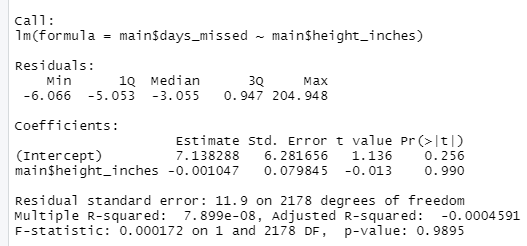 Call:
lm(formula = main$days_missed ~ main$height_inches)
Residuals:
Min 1Q Median 3Q Max
-6.066 -5.053 -3.055 0.947 204.948
Coefficients:
Estimate Std. Error t value Pr(>|t|)
(Intercept) 7.138288 6.281656 1.136 0.256
main$height_inches -0.001047 0.079845 -0.013 0.990
Residual standard error: 11.9 on 2178 degrees of freedom
Multiple R-squared: 7.899e-08, Adjusted R-squared: -0.0004591
F-statistic: 0.000172 on 1 and 2178 DF, p-value: 0.9895